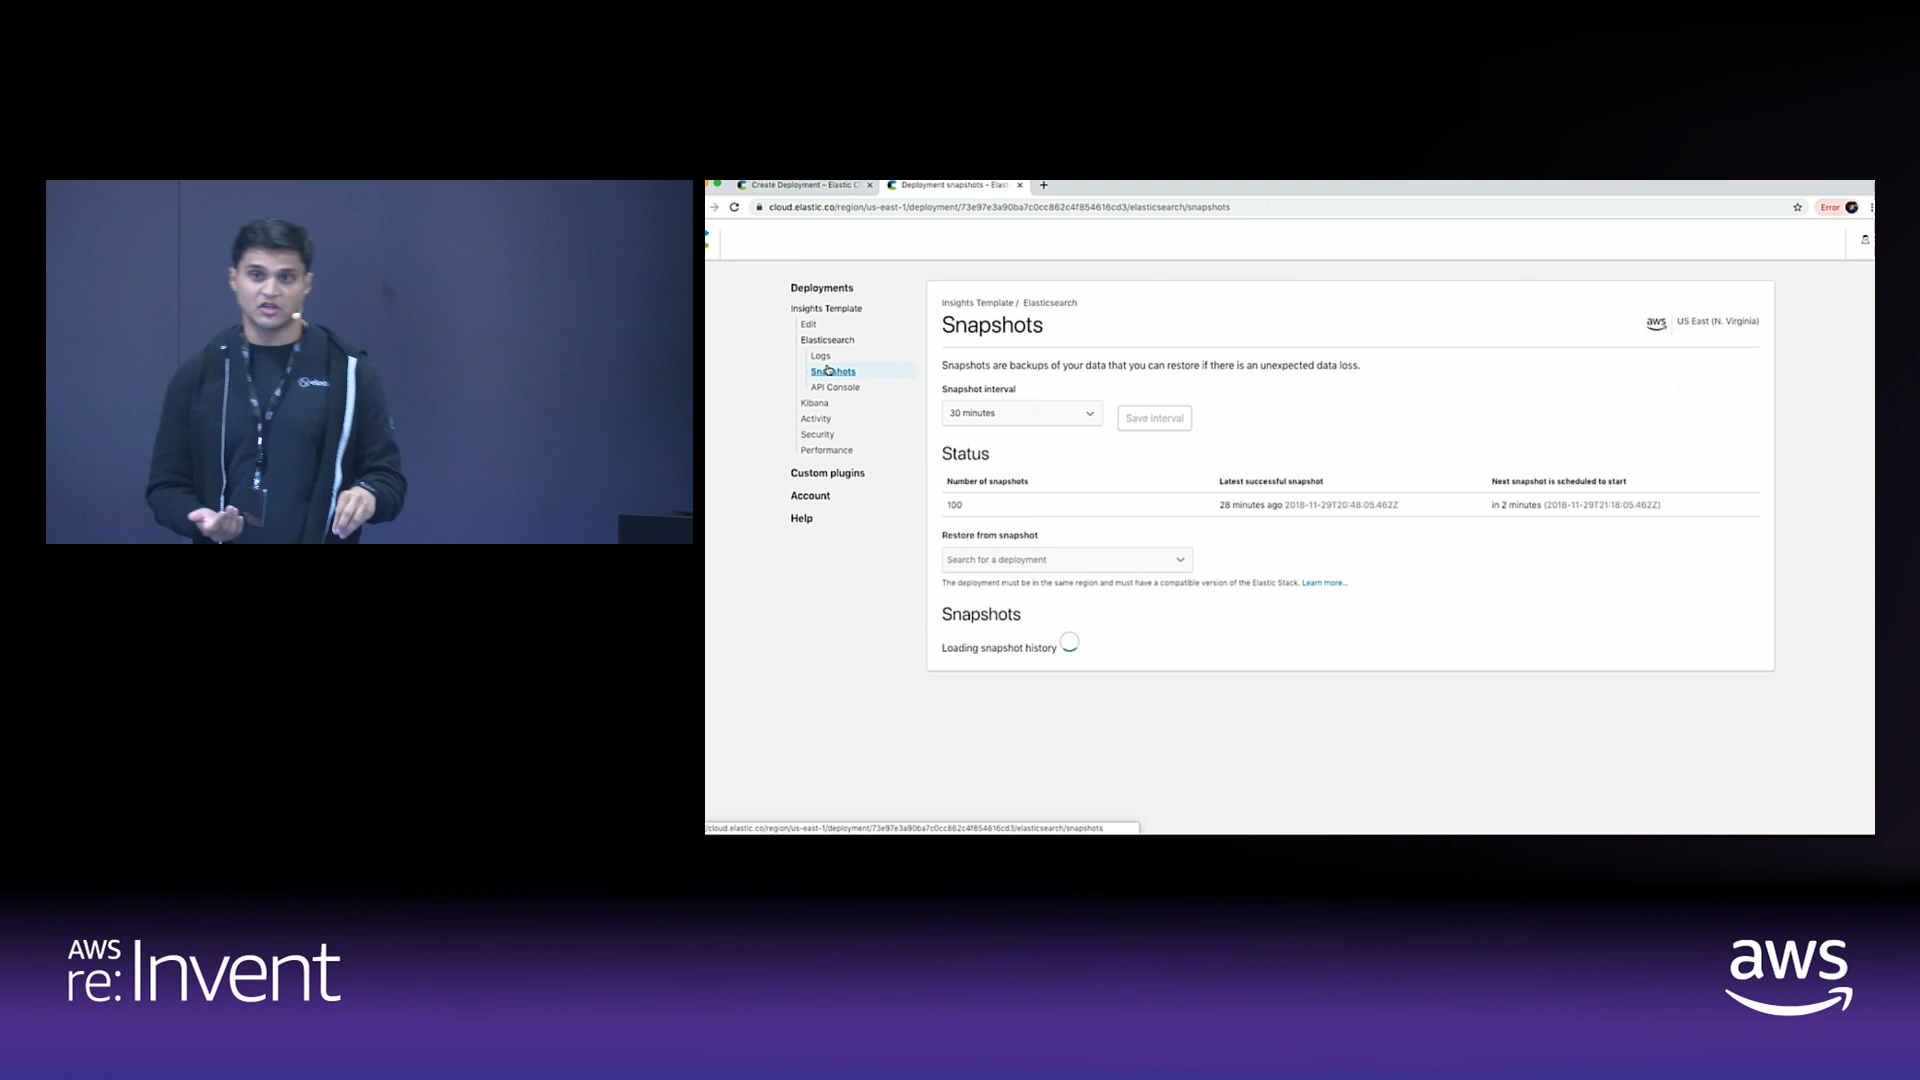 Create Deployment – Elastic C
Deployment snapshots – Elast
cloud.elastic.co/region/us-east-1/deployment/73e97e3a90ba7c0cc862c4f854616cd3/elasticsearch/snapshots
Error
Deployments
Insights Template
Edit
Elasticsearch
Logs
Snapshots
API Console
Kibana
Activity
Security
Performance
Custom plugins
Account
Help
Insights Template / Elasticsearch
Snapshots
aws US East (N. Virginia)
Snapshots are backups of your data that you can restore if there is an unexpected data loss.
Snapshot interval
30 minutes
Save interval
Status
Number of snapshots Latest successful snapshot Next snapshot is scheduled to start
100 28 minutes ago 2018-11-29T20:48:05.462Z in 2 minutes (2018-11-29T21:18:05.462Z)
Restore from snapshot
Search for a deployment
The deployment must be in the same region and must have a compatible version of the Elastic Stack. Learn more...
Snapshots
Loading snapshot history
/cloud.elastic.co/region/us-east-1/deployment/73e97e3a90ba7c0cc862c4f854616cd3/elasticsearch/snapshots
AWS
re:Invent
aws